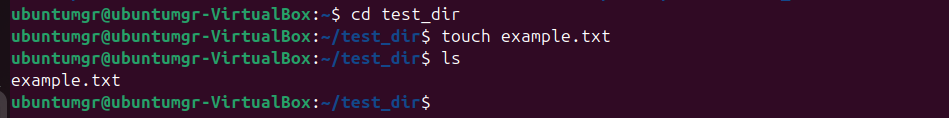 ubuntumgr@ubuntumgr-VirtualBox:~$ cd test_dir
ubuntumgr@ubuntumgr-VirtualBox:~/test_dir$ touch example.txt
ubuntumgr@ubuntumgr-VirtualBox:~/test_dir$ ls
example.txt
ubuntumgr@ubuntumgr-VirtualBox:~/test_dir$